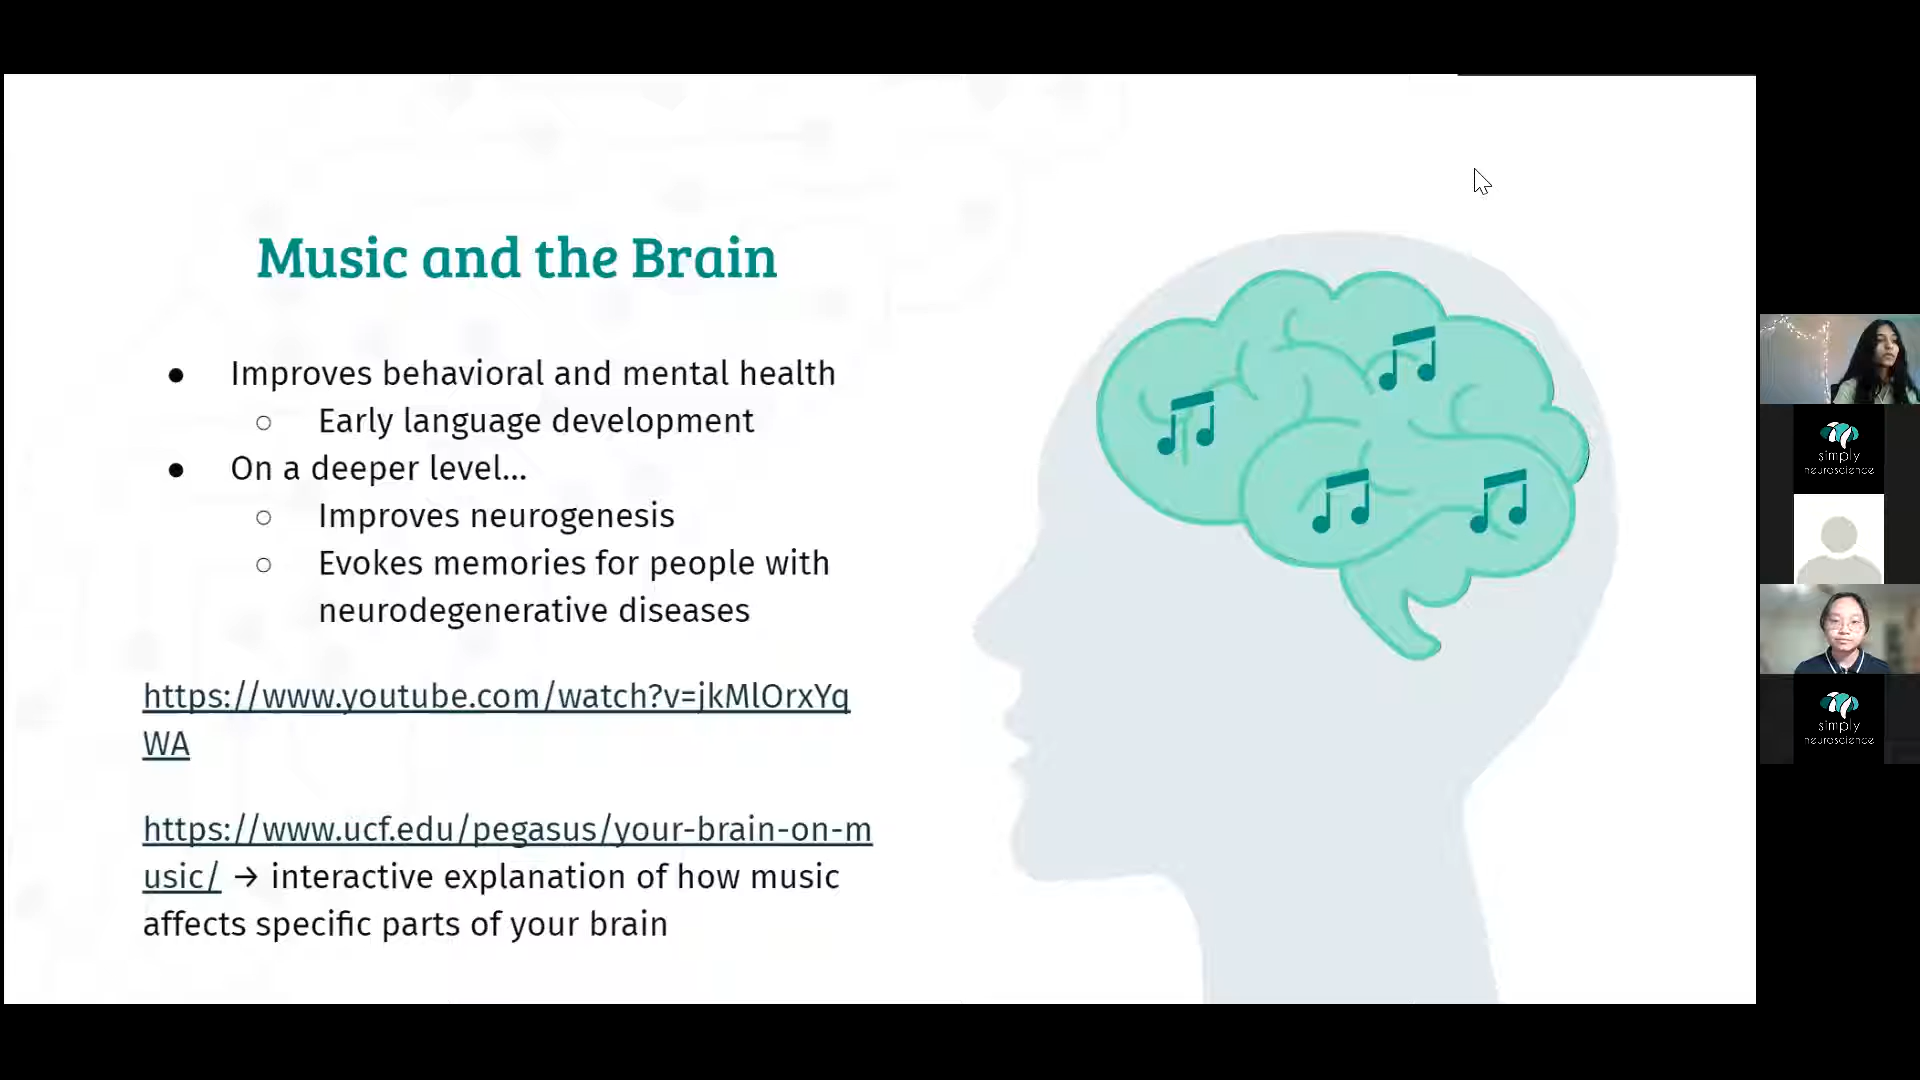 Music and the Brain
● Improves behavioral and mental health
○ Early language development
● On a deeper level...
○ Improves neurogenesis
○ Evokes memories for people with
neurodegenerative diseases
https://www.youtube.com/watch?v=jkMlOrxYq
WA
https://www.ucf.edu/pegasus/your-brain-on-m
usic/ → interactive explanation of how music
affects specific parts of your brain
simply
neuroscience
simply
neuroscience